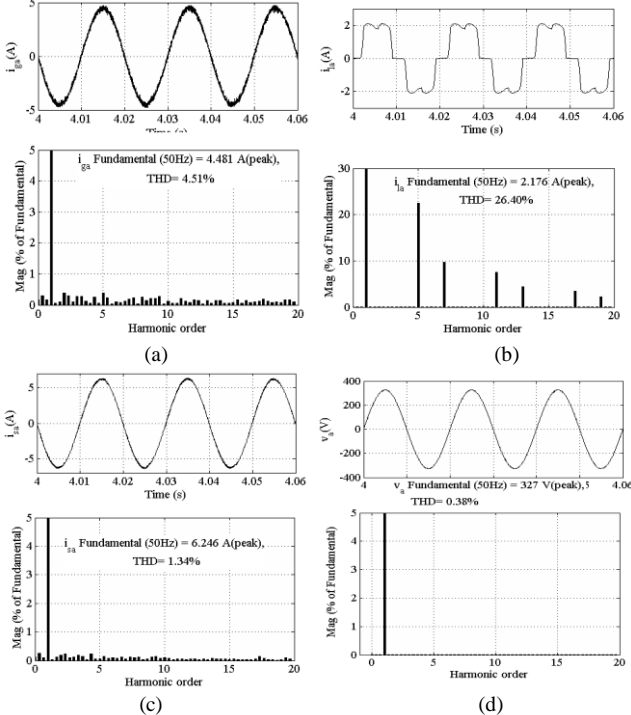 5
0
-5
i_ga(A)
4 4.01 4.02 4.03 4.04 4.05 4.06
Time (s)
5
4
3
2
1
0
Mag (% of Fundamental)
i_ga Fundamental (50Hz) = 4.481 A(peak),
THD= 4.51%
0 5 10 15 20
Harmonic order
(a)
2
0
-2
i_la(A)
4 4.01 4.02 4.03 4.04 4.05 4.06
Time (s)
30
20
10
0
Mag (% of Fundamental)
i_la Fundamental (50Hz) = 2.176 A(peak),
THD= 26.40%
0 5 10 15 20
Harmonic order
(b)
5
0
-5
i_sa(A)
4 4.01 4.02 4.03 4.04 4.05 4.06
Time (s)
5
4
3
2
1
0
Mag (% of Fundamental)
i_sa Fundamental (50Hz) = 6.246 A(peak),
THD= 1.34%
0 5 10 15 20
Harmonic order
(c)
400
200
0
-200
-400
v_a(V)
4 4.06
v_a Fundamental (50Hz) = 327 V(peak),5
THD= 0.38%
5
4
3
2
1
0
Mag (% of Fundamental)
0 5 10 15 20
Harmonic order
(d)